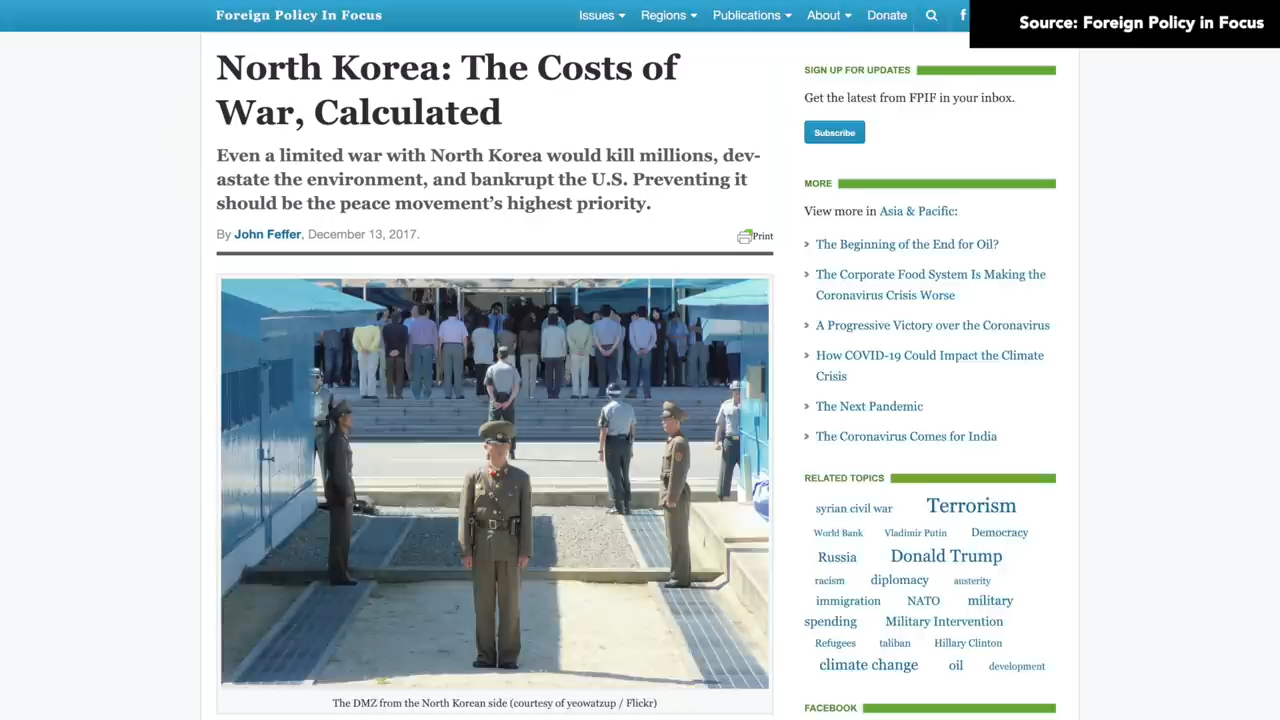 Foreign Policy In Focus
Issues
Regions
Publications
About
Donate
f
Source: Foreign Policy in Focus
North Korea: The Costs of
War, Calculated
Even a limited war with North Korea would kill millions, dev-
astate the environment, and bankrupt the U.S. Preventing it
should be the peace movement’s highest priority.
By John Feffer, December 13, 2017.
Print
The DMZ from the North Korean side (courtesy of yeowatzup / Flickr)
SIGN UP FOR UPDATES
Get the latest from FPIF in your inbox.
Subscribe
MORE
View more in Asia & Pacific:
The Beginning of the End for Oil?
The Corporate Food System Is Making the
Coronavirus Crisis Worse
A Progressive Victory over the Coronavirus
How COVID-19 Could Impact the Climate
Crisis
The Next Pandemic
The Coronavirus Comes for India
RELATED TOPICS
syrian civil war Terrorism
World Bank Vladimir Putin Democracy
Russia Donald Trump
racism diplomacy austerity
immigration NATO military
spending Military Intervention
Refugees taliban Hillary Clinton
climate change oil development
FACEBOOK